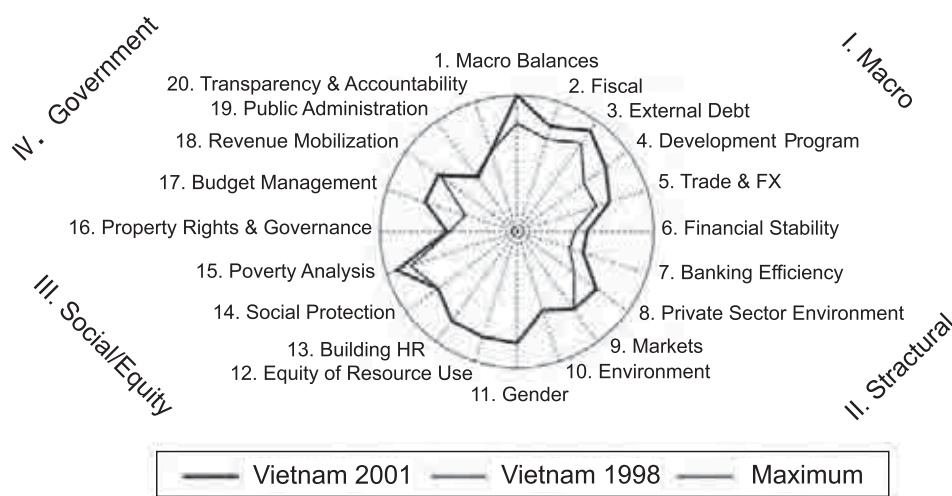 IV. Government
I. Macro
1. Macro Balances
2. Fiscal
3. External Debt
4. Development Program
5. Trade & FX
6. Financial Stability
7. Banking Efficiency
8. Private Sector Environment
9. Markets
10. Environment
11. Gender
12. Equity of Resource Use
13. Building HR
14. Social Protection
15. Poverty Analysis
16. Property Rights & Governance
17. Budget Management
18. Revenue Mobilization
19. Public Administration
20. Transparency & Accountability
III. Social/Equity
II. Stractural
Vietnam 2001 Vietnam 1998 Maximum